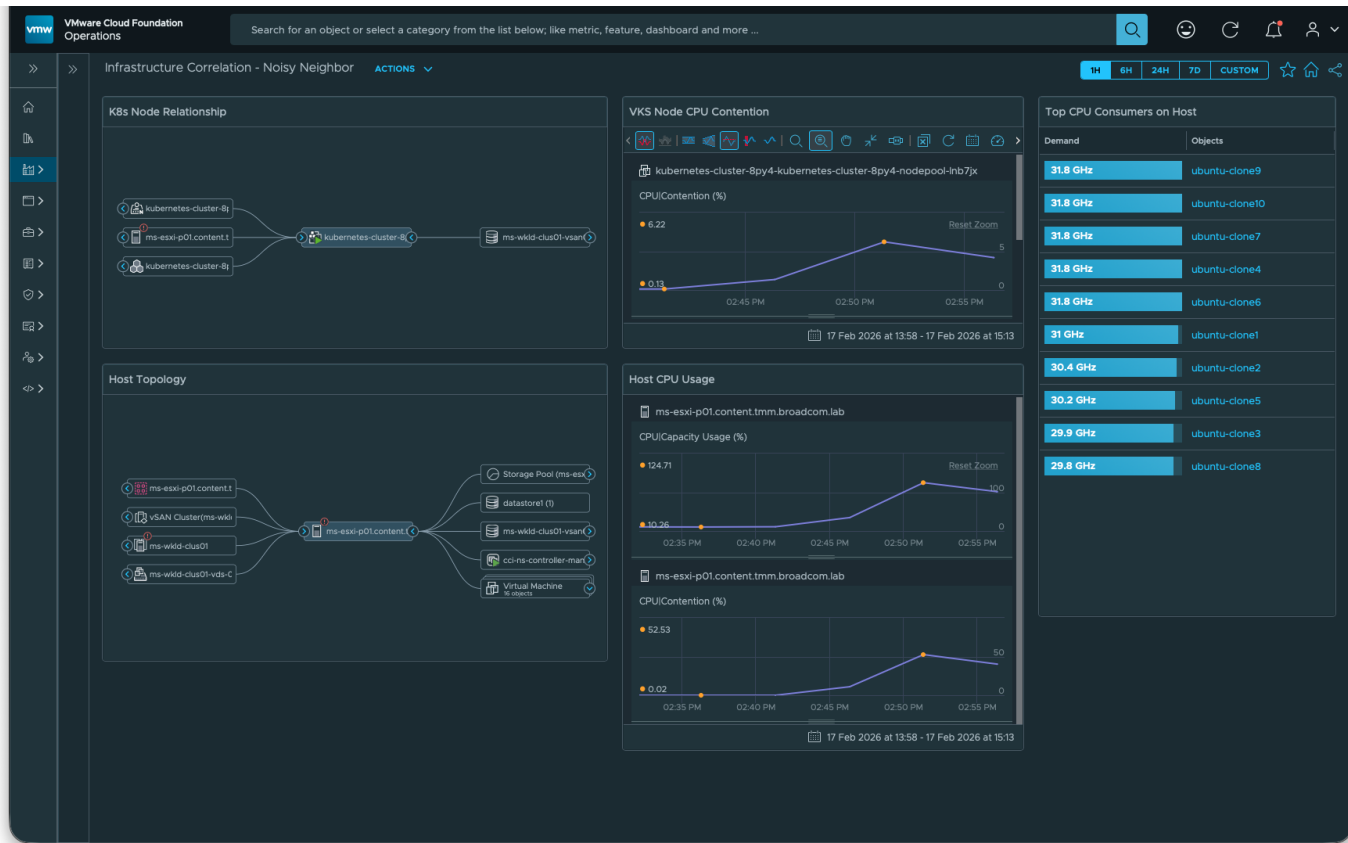 vmw
VMware Cloud Foundation
Operations
Search for an object or select a category from the list below; like metric, feature, dashboard and more ...
Infrastructure Correlation - Noisy Neighbor
ACTIONS
1H
6H
24H
7D
CUSTOM
K8s Node Relationship
kubernetes-cluster-8p
ms-esxi-p01.content.t
kubernetes-cluster-8p
kubernetes-cluster-8
ms-wkld-clus01-vsan
Host Topology
ms-esxi-p01.content.t
vSAN Cluster(ms-wkl
ms-wkld-clus01
ms-wkld-clus01-vds-0
ms-esxi-p01.content.
Storage Pool (ms-esx
datastore1 (1)
ms-wkld-clus01-vsan
cci-ns-controller-man
Virtual Machine
16 objects
VKS Node CPU Contention
kubernetes-cluster-8py4-kubernetes-cluster-8py4-nodepool-lnb7jx
CPU|Contention (%)
6.22
Reset Zoom
5
0.13
0
02:45 PM
02:50 PM
02:55 PM
17 Feb 2026 at 13:58 - 17 Feb 2026 at 15:13
Host CPU Usage
ms-esxi-p01.content.tmm.broadcom.lab
CPU|Capacity Usage (%)
124.71
Reset Zoom
100
10.26
0
02:35 PM
02:40 PM
02:45 PM
02:50 PM
02:55 PM
ms-esxi-p01.content.tmm.broadcom.lab
CPU|Contention (%)
52.53
50
0.02
0
02:35 PM
02:40 PM
02:45 PM
02:50 PM
02:55 PM
17 Feb 2026 at 13:58 - 17 Feb 2026 at 15:13
Top CPU Consumers on Host
Demand
Objects
31.8 GHz
ubuntu-clone9
31.8 GHz
ubuntu-clone10
31.8 GHz
ubuntu-clone7
31.8 GHz
ubuntu-clone4
31.8 GHz
ubuntu-clone6
31 GHz
ubuntu-clone1
30.4 GHz
ubuntu-clone2
30.2 GHz
ubuntu-clone5
29.9 GHz
ubuntu-clone3
29.8 GHz
ubuntu-clone8